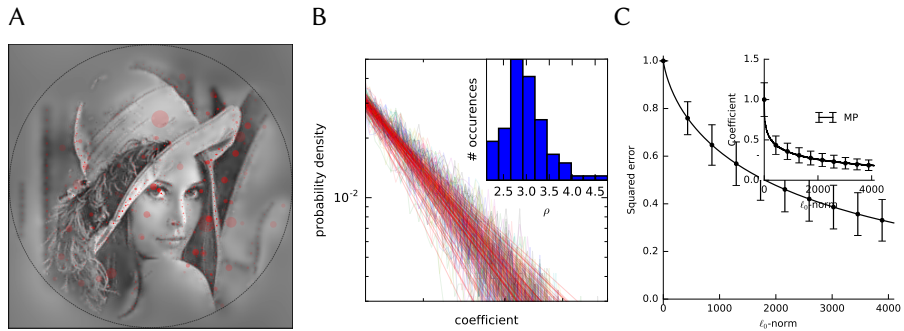 A
B
C
probability density
10⁻²
coefficient
# occurences
2.5 3.0 3.5 4.0 4.5
ρ
Squared error
1.0
0.8
0.6
0.4
0.2
0.0
0 1000 2000 3000 4000
ℓ₀-norm
Coefficient
1.5
1.0
0.5
0.0
0 2000 4000
ℓ₀-norm
MP